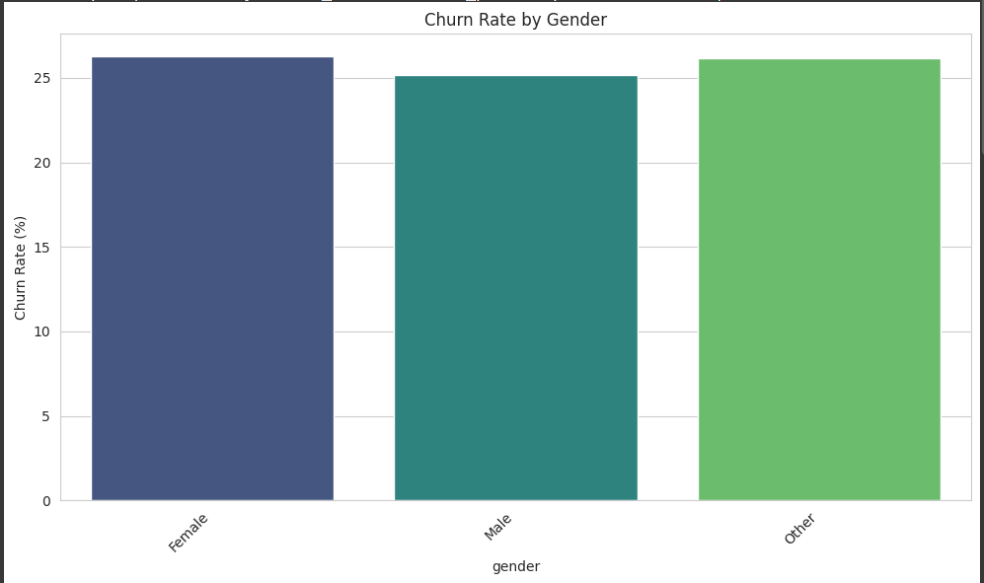 Churn Rate by Gender
Churn Rate (%)
25
20
15
10
5
0
Female
Male
Other
gender